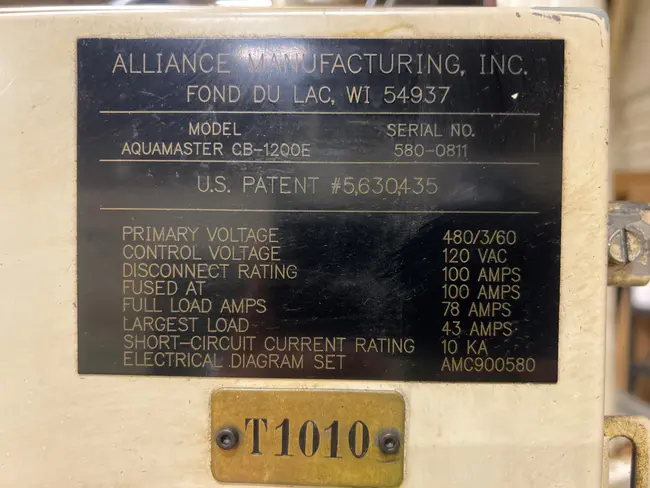 ALLIANCE MANUFACTURING, INC.
FOND DU LAC, WI 54937
MODEL SERIAL NO.
AQUAMASTER CB-1200E 580-0811
U.S. PATENT #5,630,435
PRIMARY VOLTAGE 480/3/60
CONTROL VOLTAGE 120 VAC
DISCONNECT RATING 100 AMPS
FUSED AT 100 AMPS
FULL LOAD AMPS 78 AMPS
LARGEST LOAD 43 AMPS
SHORT-CIRCUIT CURRENT RATING 10 KA
ELECTRICAL DIAGRAM SET AMC900580
T1010